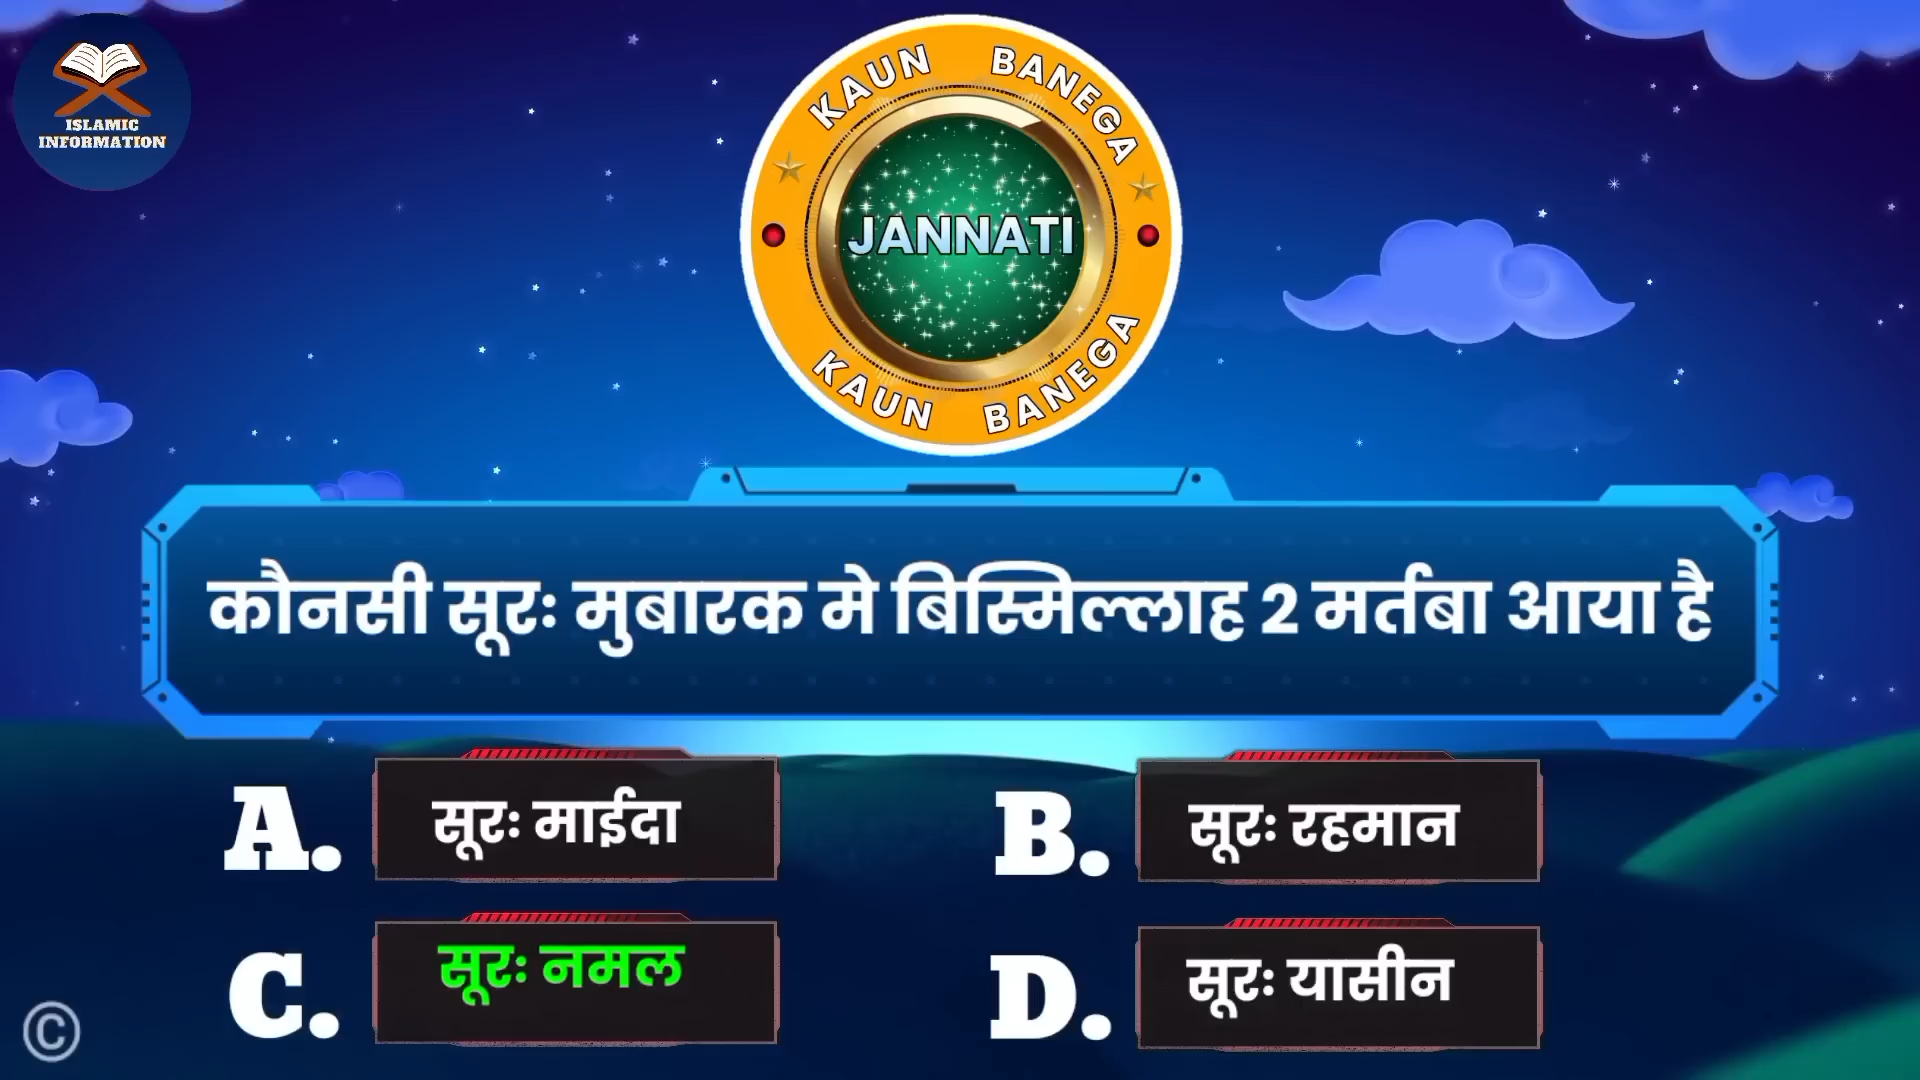 ISLAMIC
INFORMATION
KAUN BANEGA
JANNATI
KAUN BANEGA
कौनसी सूरः मुबारक मे बिस्मिल्लाह 2 मर्तबा आया है
A. सूरः माईदा
B. सूरः रहमान
C. सूरः नमल
D. सूरः यासीन
©